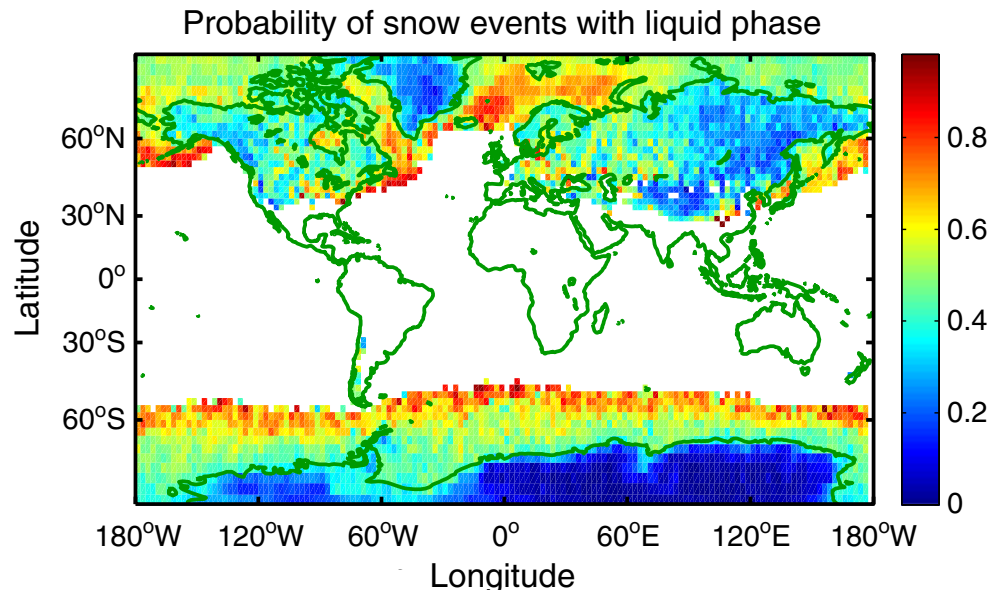 Probability of snow events with liquid phase
60°N
30°N
0°
30°S
60°S
Latitude
180°W 120°W 60°W 0° 60°E 120°E 180°W
Longitude
0.8
0.6
0.4
0.2
0